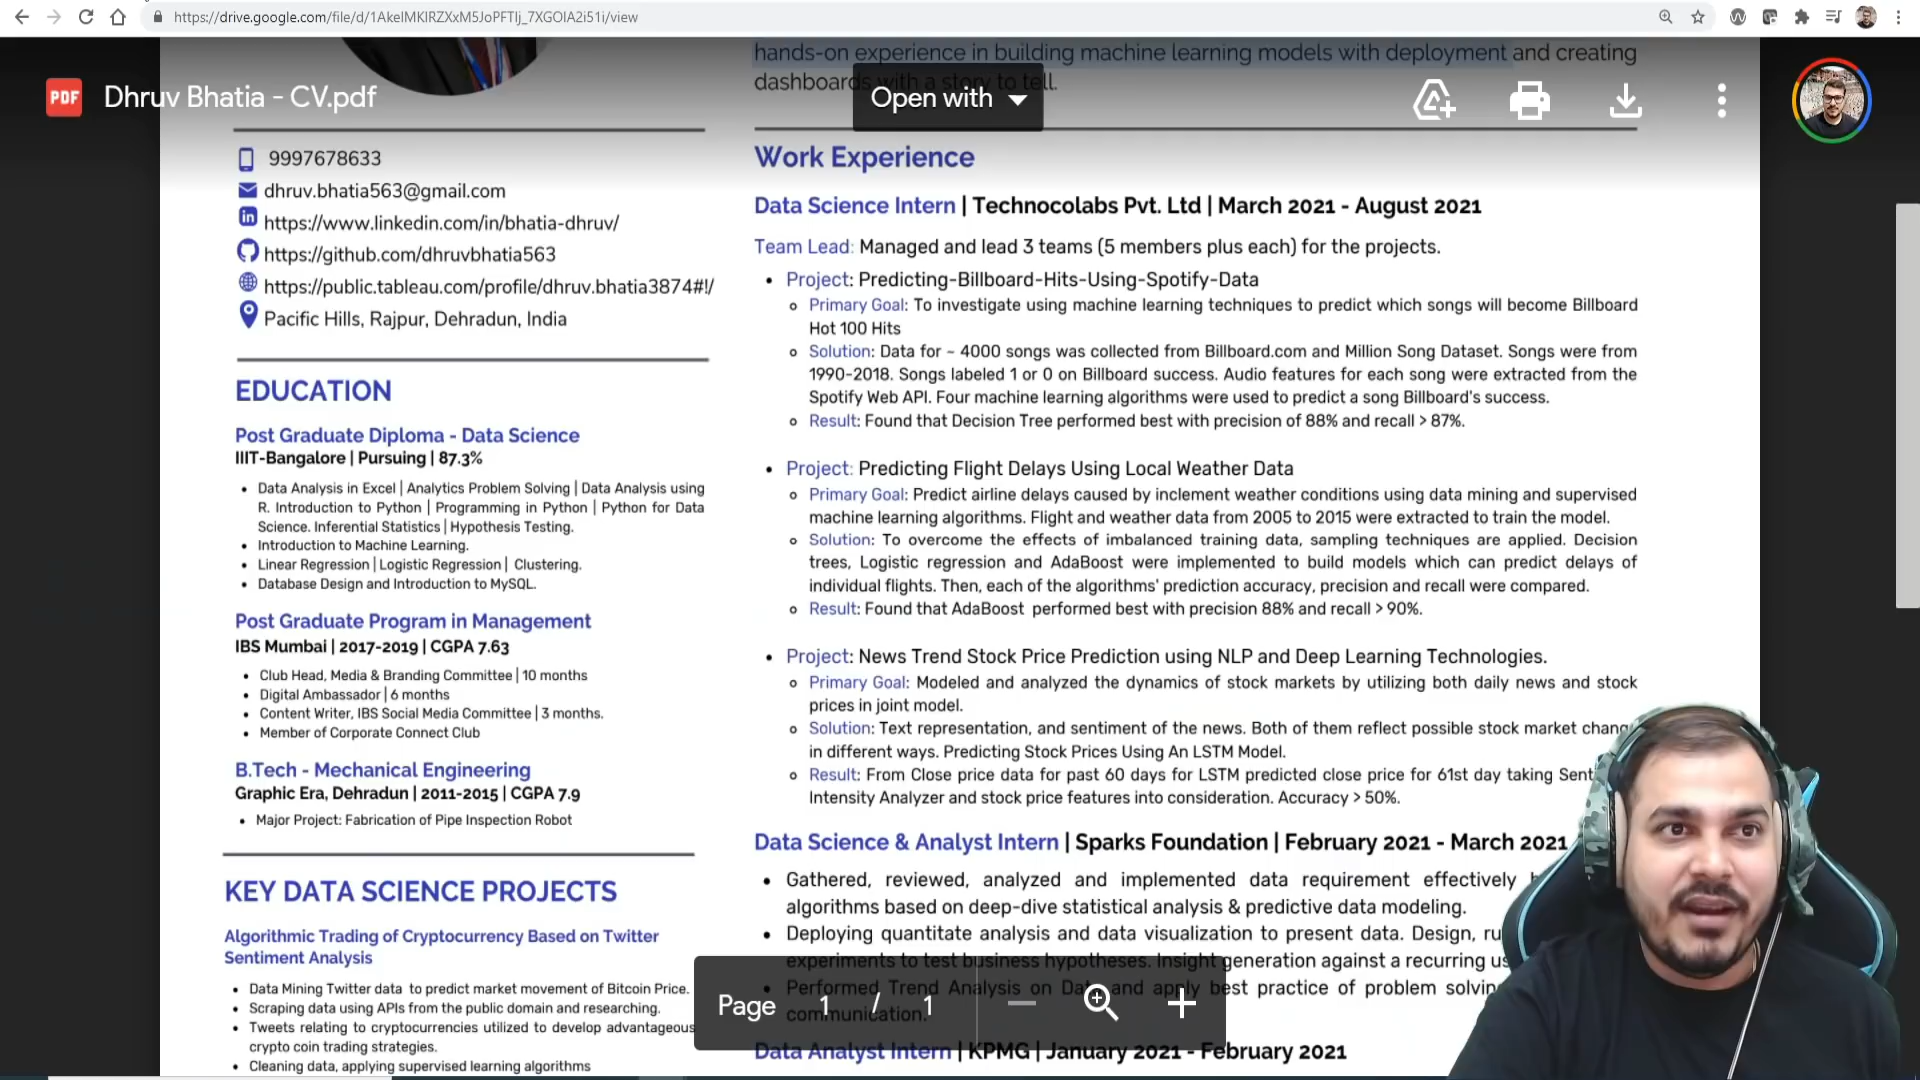 https://drive.google.com/file/d/1AkelMKlRZXxM5JoPFTIj_7XGOIA2i51i/view
PDF
Dhruv Bhatia - CV.pdf
Open with
hands-on experience in building machine learning models with deployment and creating
dashboards with a story to tell.
9997678633
dhruv.bhatia563@gmail.com
https://www.linkedin.com/in/bhatia-dhruv/
https://github.com/dhruvbhatia563
https://public.tableau.com/profile/dhruv.bhatia3874#!/
Pacific Hills, Rajpur, Dehradun, India
EDUCATION
Post Graduate Diploma - Data Science
IIIT-Bangalore | Pursuing | 87.3%
• Data Analysis in Excel | Analytics Problem Solving | Data Analysis using
R. Introduction to Python | Programming in Python | Python for Data
Science. Inferential Statistics | Hypothesis Testing.
• Introduction to Machine Learning.
• Linear Regression | Logistic Regression | Clustering.
• Database Design and Introduction to MySQL.
Post Graduate Program in Management
IBS Mumbai | 2017-2019 | CGPA 7.63
• Club Head, Media & Branding Committee | 10 months
• Digital Ambassador | 6 months
• Content Writer, IBS Social Media Committee | 3 months.
• Member of Corporate Connect Club
B.Tech - Mechanical Engineering
Graphic Era, Dehradun | 2011-2015 | CGPA 7.9
• Major Project: Fabrication of Pipe Inspection Robot
KEY DATA SCIENCE PROJECTS
Algorithmic Trading of Cryptocurrency Based on Twitter
Sentiment Analysis
• Data Mining Twitter data to predict market movement of Bitcoin Price.
• Scraping data using APIs from the public domain and researching.
• Tweets relating to cryptocurrencies utilized to develop advantageous
crypto coin trading strategies.
• Cleaning data, applying supervised learning algorithms
Work Experience
Data Science Intern | Technocolabs Pvt. Ltd | March 2021 - August 2021
Team Lead: Managed and lead 3 teams (5 members plus each) for the projects.
• Project: Predicting-Billboard-Hits-Using-Spotify-Data
Primary Goal: To investigate using machine learning techniques to predict which songs will become Billboard
Hot 100 Hits
Solution: Data for ~ 4000 songs was collected from Billboard.com and Million Song Dataset. Songs were from
1990-2018. Songs labeled 1 or 0 on Billboard success. Audio features for each song were extracted from the
Spotify Web API. Four machine learning algorithms were used to predict a song Billboard's success.
Result: Found that Decision Tree performed best with precision of 88% and recall > 87%.
• Project: Predicting Flight Delays Using Local Weather Data
Primary Goal: Predict airline delays caused by inclement weather conditions using data mining and supervised
machine learning algorithms. Flight and weather data from 2005 to 2015 were extracted to train the model.
Solution: To overcome the effects of imbalanced training data, sampling techniques are applied. Decision
trees, Logistic regression and AdaBoost were implemented to build models which can predict delays of
individual flights. Then, each of the algorithms' prediction accuracy, precision and recall were compared.
Result: Found that AdaBoost performed best with precision 88% and recall > 90%.
• Project: News Trend Stock Price Prediction using NLP and Deep Learning Technologies.
Primary Goal: Modeled and analyzed the dynamics of stock markets by utilizing both daily news and stock
prices in joint model.
Solution: Text representation, and sentiment of the news. Both of them reflect possible stock market
in different ways. Predicting Stock Prices Using An LSTM Model.
Result: From Close price data for past 60 days for LSTM predicted close price for 61st day taking
Intensity Analyzer and stock price features into consideration. Accuracy > 50%.
Data Science & Analyst Intern | Sparks Foundation | February 2021 - March 2021
• Gathered, reviewed, analyzed and implemented data requirement effectively
algorithms based on deep-dive statistical analysis & predictive data modeling.
• Deploying quantitate analysis and data visualization to present data. Design,
experiments to test business hypotheses. Insight generation against a recurring
• Performed Trend Analysis on Data and apply best practice of problem
communication.
Data Analyst Intern | KPMG | January 2021 - February 2021
Page 1 / 1